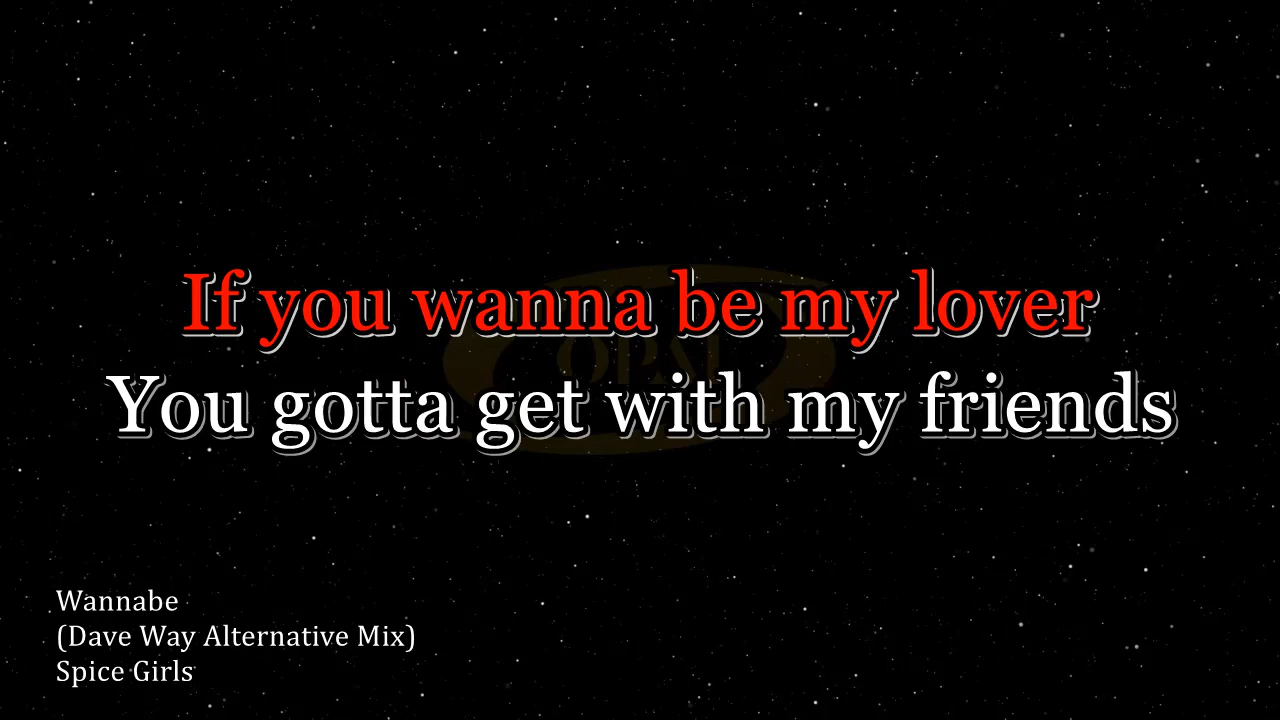 If you wanna be my lover
You gotta get with my friends
Wannabe
(Dave Way Alternative Mix)
Spice Girls